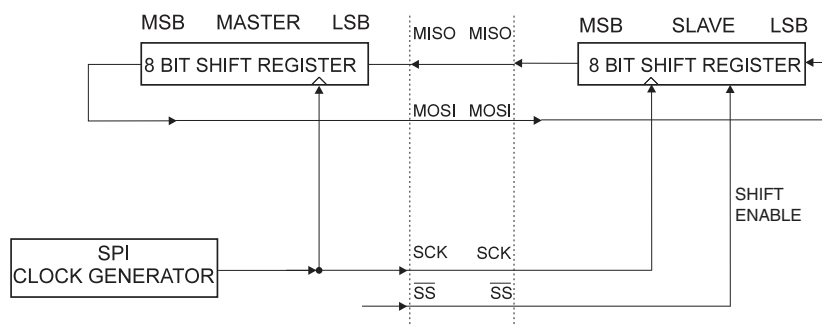 MSB MASTER LSB
MISO MISO
MSB SLAVE LSB
8 BIT SHIFT REGISTER
8 BIT SHIFT REGISTER
MOSI MOSI
SHIFT
ENABLE
SPI
CLOCK GENERATOR
SCK SCK
SS SS